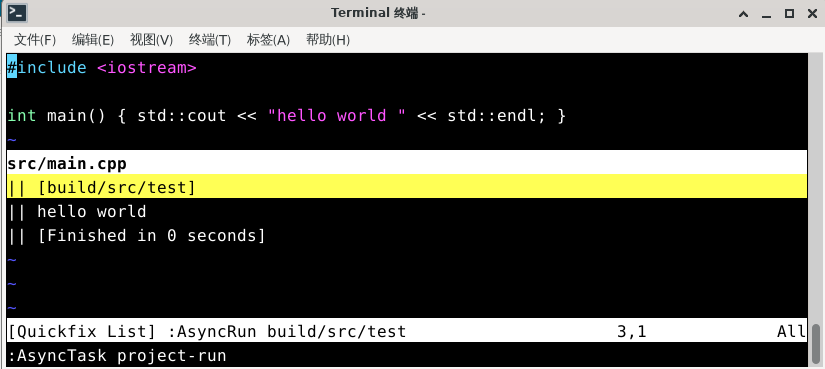 Terminal 终端 -
文件(F) 编辑(E) 视图(V) 终端(T) 标签(A) 帮助(H)
#include <iostream>
int main() { std::cout << "hello world " << std::endl; }
~
src/main.cpp
|| [build/src/test]
|| hello world
|| [Finished in 0 seconds]
~
~
~
[Quickfix List] :AsyncRun build/src/test 3,1 All
:AsyncTask project-run